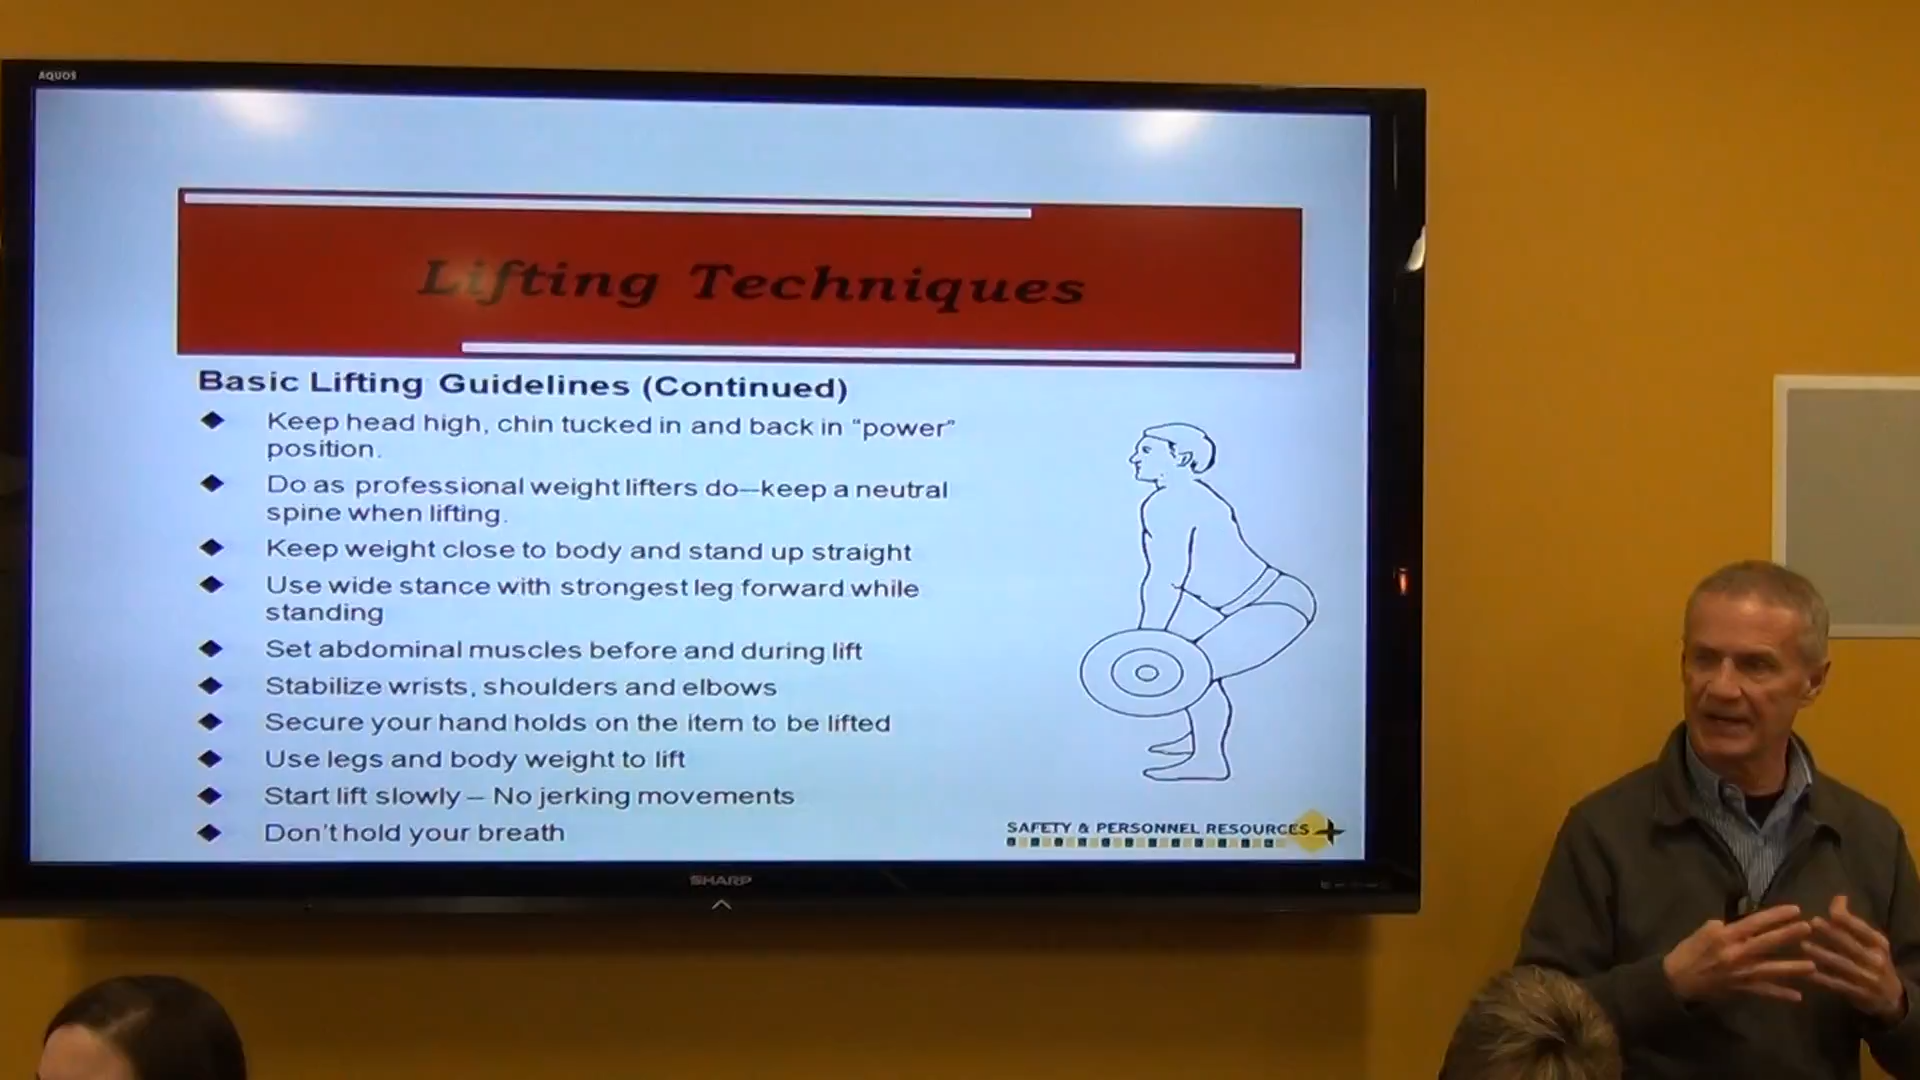 AQUOS
Lifting Techniques
Basic Lifting Guidelines (Continued)
Keep head high, chin tucked in and back in “power”
position.
Do as professional weight lifters do—keep a neutral
spine when lifting.
Keep weight close to body and stand up straight
Use wide stance with strongest leg forward while
standing
Set abdominal muscles before and during lift
Stabilize wrists, shoulders and elbows
Secure your hand holds on the item to be lifted
Use legs and body weight to lift
Start lift slowly – No jerking movements
Don't hold your breath
SAFETY & PERSONNEL RESOURCES
SHARP